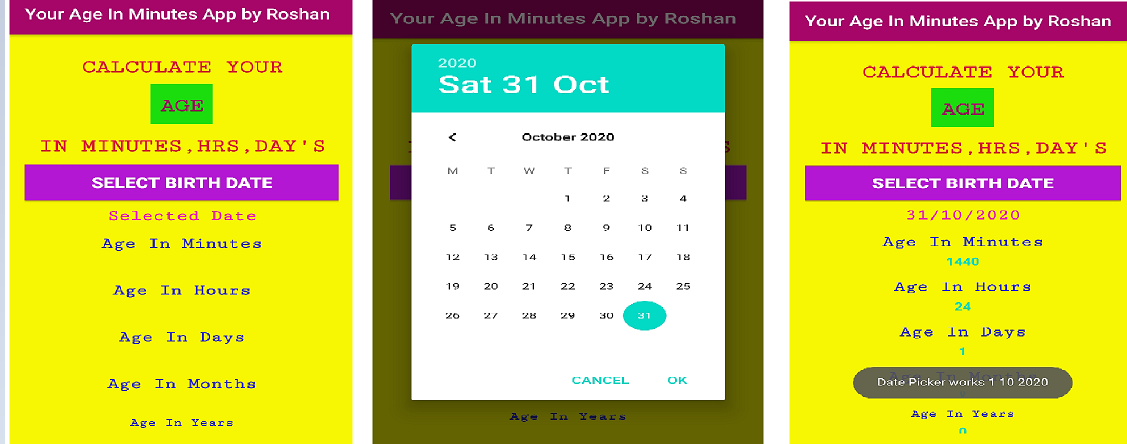 Your Age In Minutes App by Roshan
CALCULATE YOUR
AGE
IN MINUTES,HRS,DAY'S
SELECT BIRTH DATE
Selected Date
Age In Minutes
Age In Hours
Age In Days
Age In Months
Age In Years
Your Age In Minutes App by Roshan
2020
Sat 31 Oct
< October 2020
M T W T F S S
1 2 3 4
5 6 7 8 9 10 11
12 13 14 15 16 17 18
19 20 21 22 23 24 25
26 27 28 29 30 31
CANCEL OK
Age In Years
Your Age In Minutes App by Roshan
CALCULATE YOUR
AGE
IN MINUTES,HRS,DAY'S
SELECT BIRTH DATE
31/10/2020
Age In Minutes
1440
Age In Hours
24
Age In Days
1
Age In Months
Date Picker works 1 10 2020
Age In Years
0